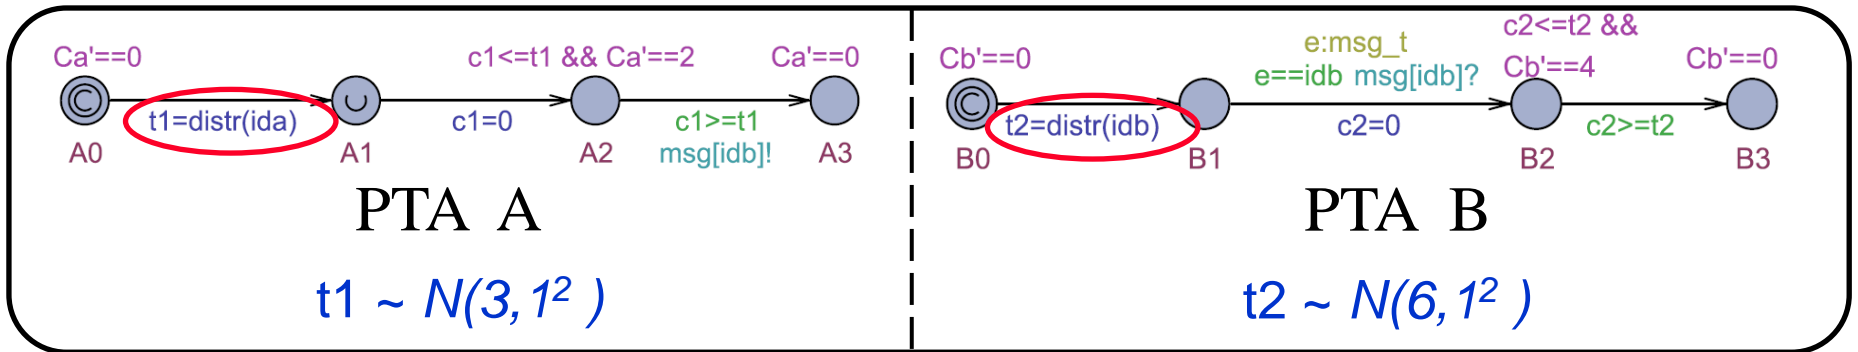 Ca'==0
c1<=t1 && Ca'==2
Ca'==0
t1=distr(ida)
c1=0
c1>=t1
msg[idb]!
A0
A1
A2
A3
PTA A
t1 ~ N(3,1² )
c2<=t2 &&
Cb'==4
Cb'==0
e:msg_t
e==idb msg[idb]?
Cb'==0
t2=distr(idb)
c2=0
c2>=t2
B0
B1
B2
B3
PTA B
t2 ~ N(6,1² )